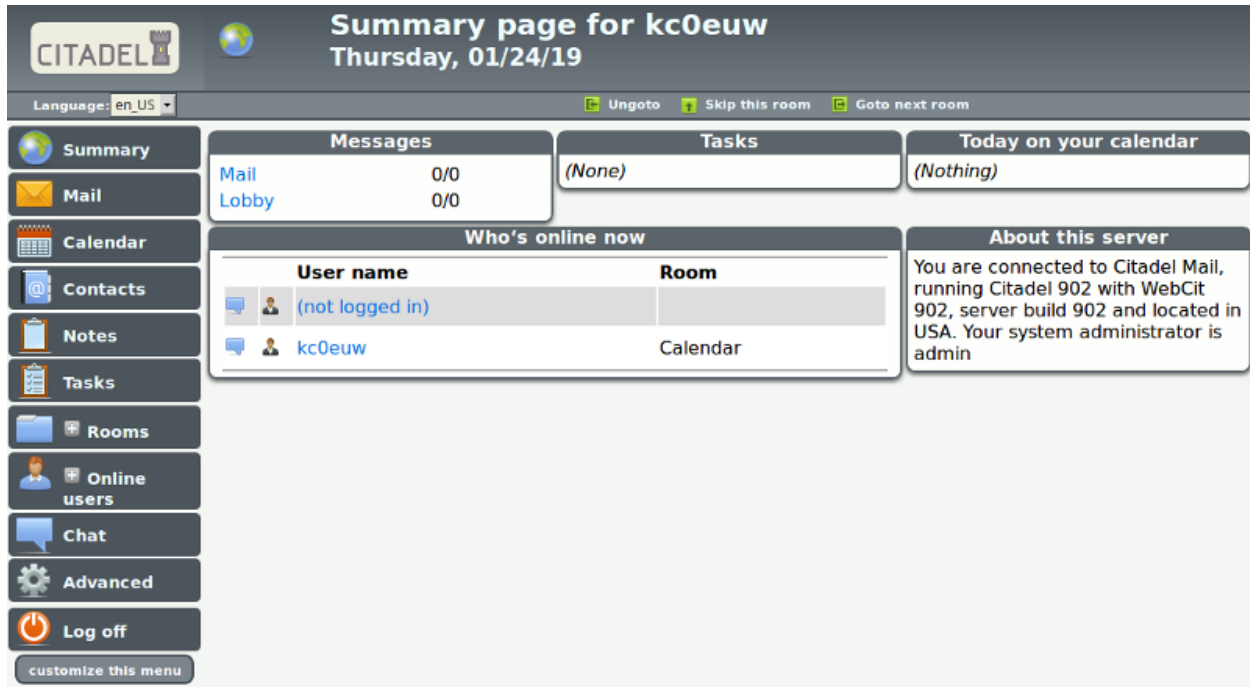 CITADEL
Summary page for kc0euw
Thursday, 01/24/19
Language: en_US
Ungoto Skip this room Goto next room
Summary
Mail
Calendar
Contacts
Notes
Tasks
Rooms
Online
users
Chat
Advanced
Log off
customize this menu
Messages
Mail 0/0
Lobby 0/0
Tasks
(None)
Today on your calendar
(Nothing)
Who's online now
User name Room
(not logged in)
kc0euw Calendar
About this server
You are connected to Citadel Mail,
running Citadel 902 with WebCit
902, server build 902 and located in
USA. Your system administrator is
admin